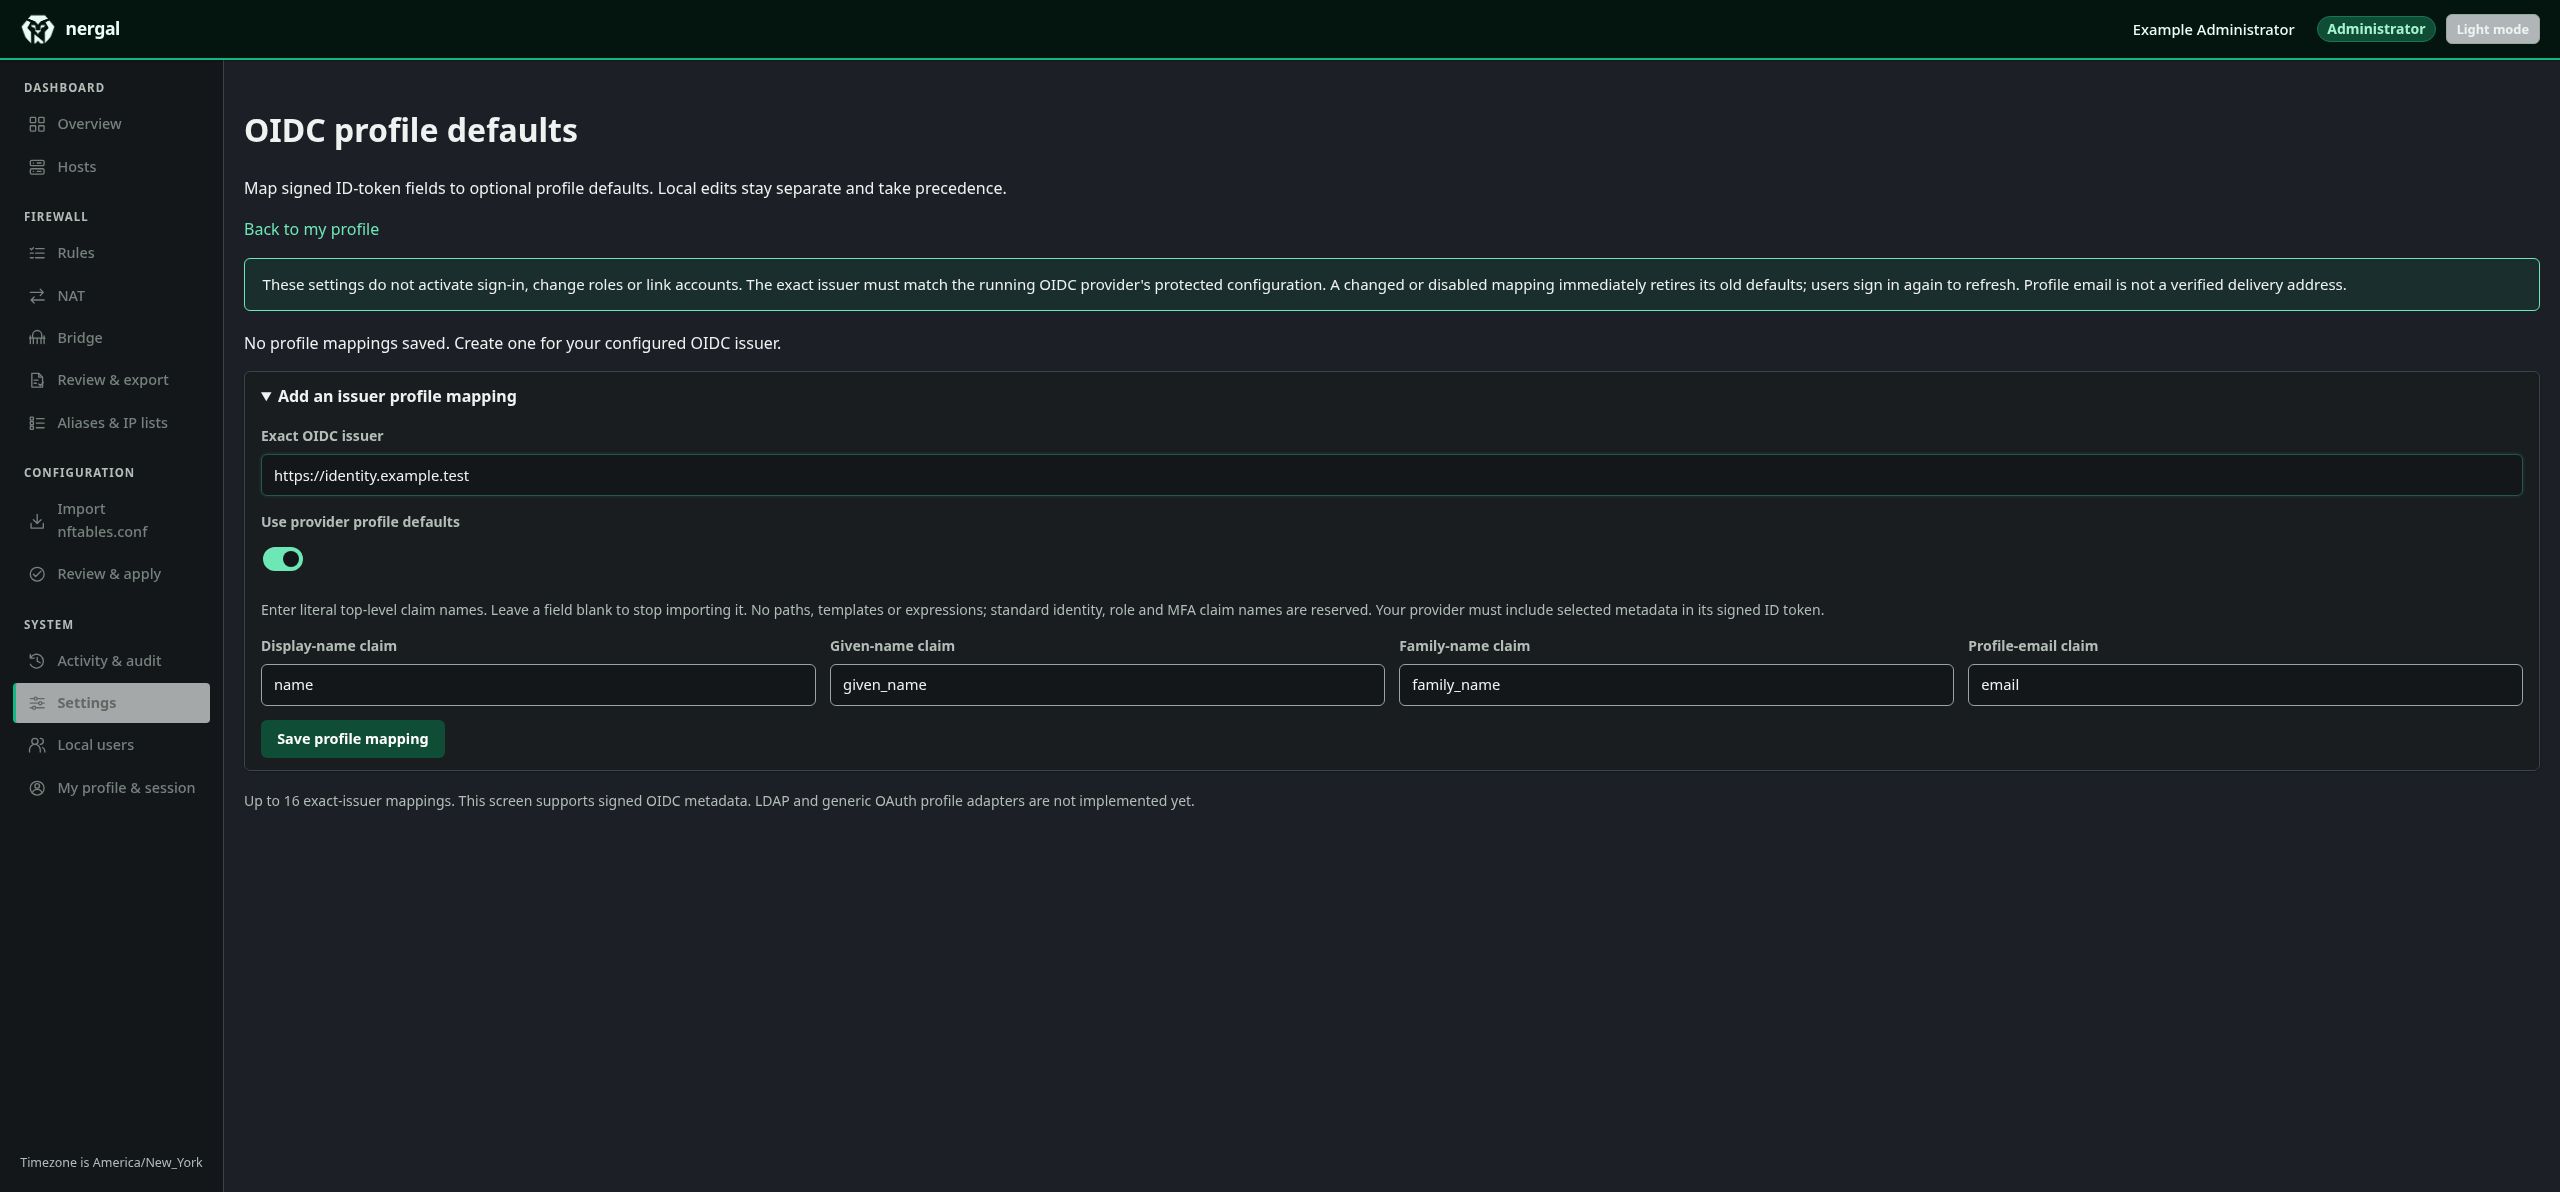 nergal
Example Administrator
Administrator
Light mode
DASHBOARD
Overview
Hosts
FIREWALL
Rules
NAT
Bridge
Review & export
Aliases & IP lists
CONFIGURATION
Import
nftables.conf
Review & apply
SYSTEM
Activity & audit
Settings
Local users
My profile & session
Timezone is America/New_York
OIDC profile defaults
Map signed ID-token fields to optional profile defaults. Local edits stay separate and take precedence.
Back to my profile
These settings do not activate sign-in, change roles or link accounts. The exact issuer must match the running OIDC provider's protected configuration. A changed or disabled mapping immediately retires its old defaults; users sign in again to refresh. Profile email is not a verified delivery address.
No profile mappings saved. Create one for your configured OIDC issuer.
▼ Add an issuer profile mapping
Exact OIDC issuer
https://identity.example.test
Use provider profile defaults
Enter literal top-level claim names. Leave a field blank to stop importing it. No paths, templates or expressions; standard identity, role and MFA claim names are reserved. Your provider must include selected metadata in its signed ID token.
Display-name claim
name
Given-name claim
given_name
Family-name claim
family_name
Profile-email claim
email
Save profile mapping
Up to 16 exact-issuer mappings. This screen supports signed OIDC metadata. LDAP and generic OAuth profile adapters are not implemented yet.